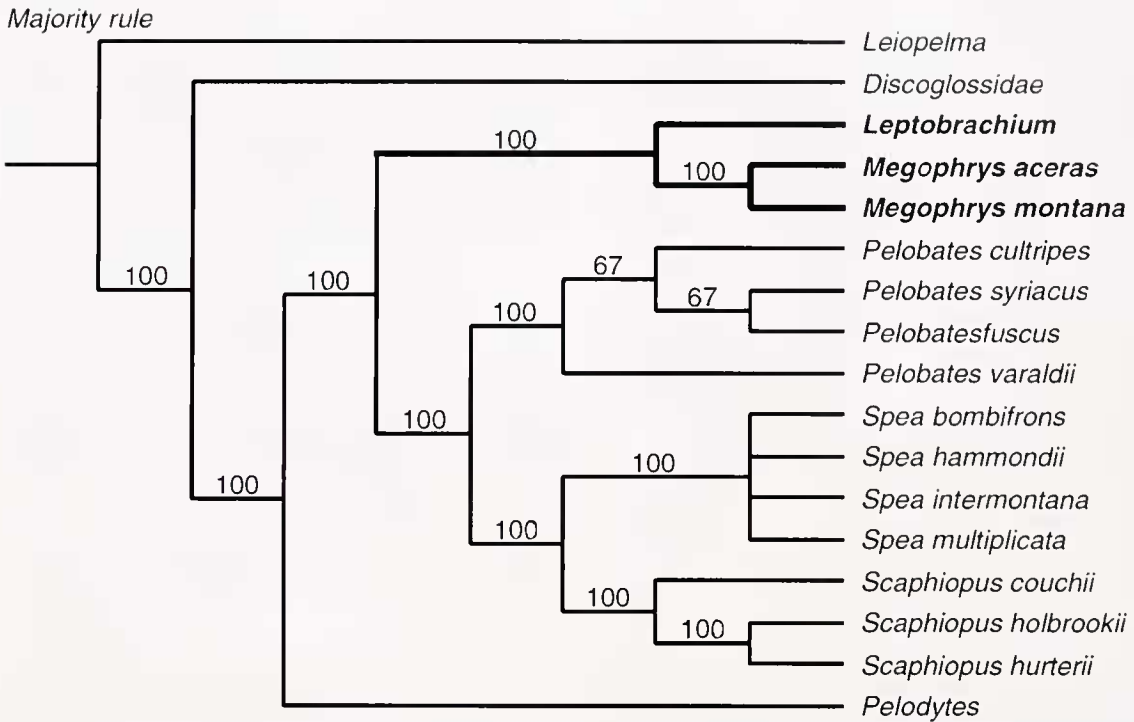 Majority rule
Leiopelma
Discoglossidae
Leptobrachium
100
Megophrys aceras
100
Megophrys montana
Pelobates cultripes
67
Pelobates syriacus
67
100
100
100
Pelobatesfuscus
Pelobates varaldii
Spea bombifrons
100
Spea hammondii
100
100
Spea intermontana
100
Spea multiplicata
Scaphiopus couchii
100
Scaphiopus holbrookii
100
Scaphiopus hurterii
Pelodytes